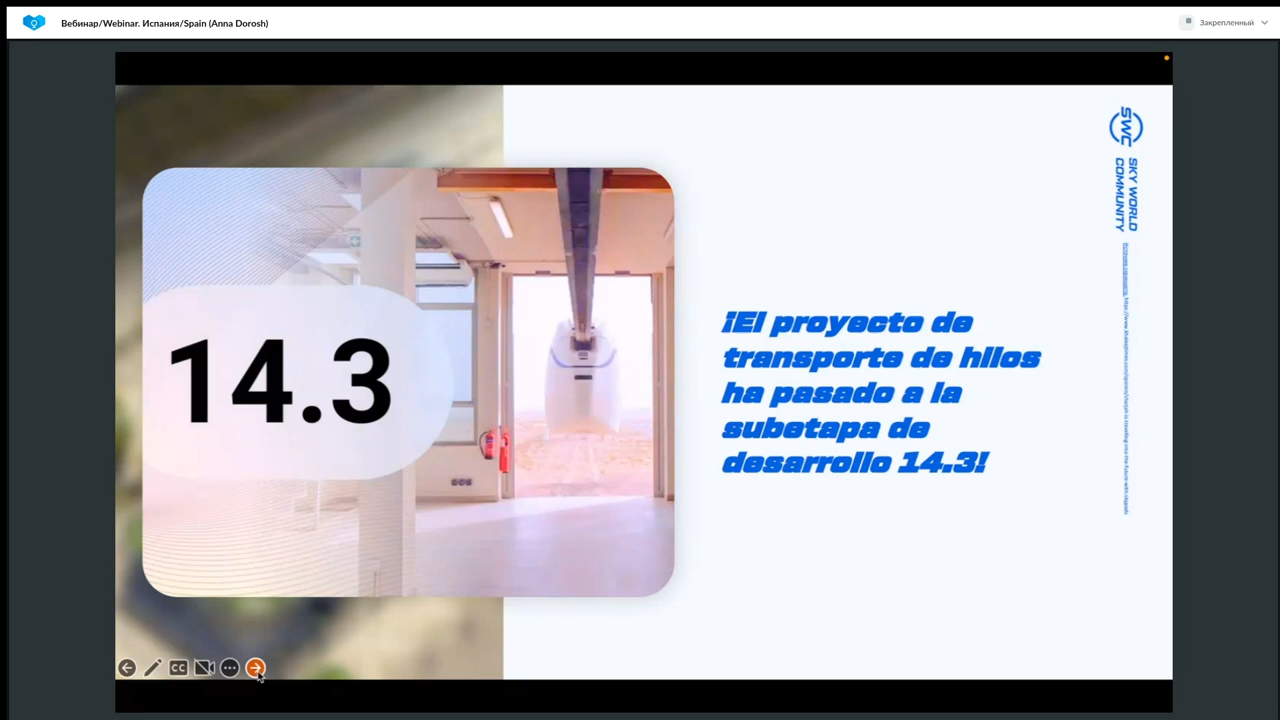 Вебинар/Webinar. Испания/Spain (Anna Dorosh)
Закрепленный
14.3
¡El proyecto de
transporte de hilos
ha pasado a la
subetapa de
desarrollo 14.3!
SWC
SKY WORLD
COMMUNITY
CC